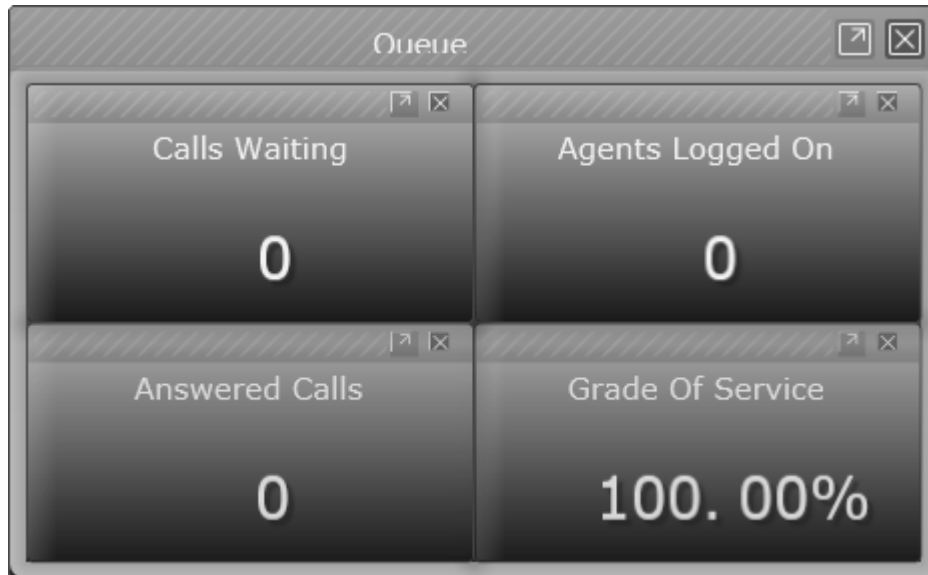 Queue
Calls Waiting
Agents Logged On
0
0
Answered Calls
Grade Of Service
0
100. 00%